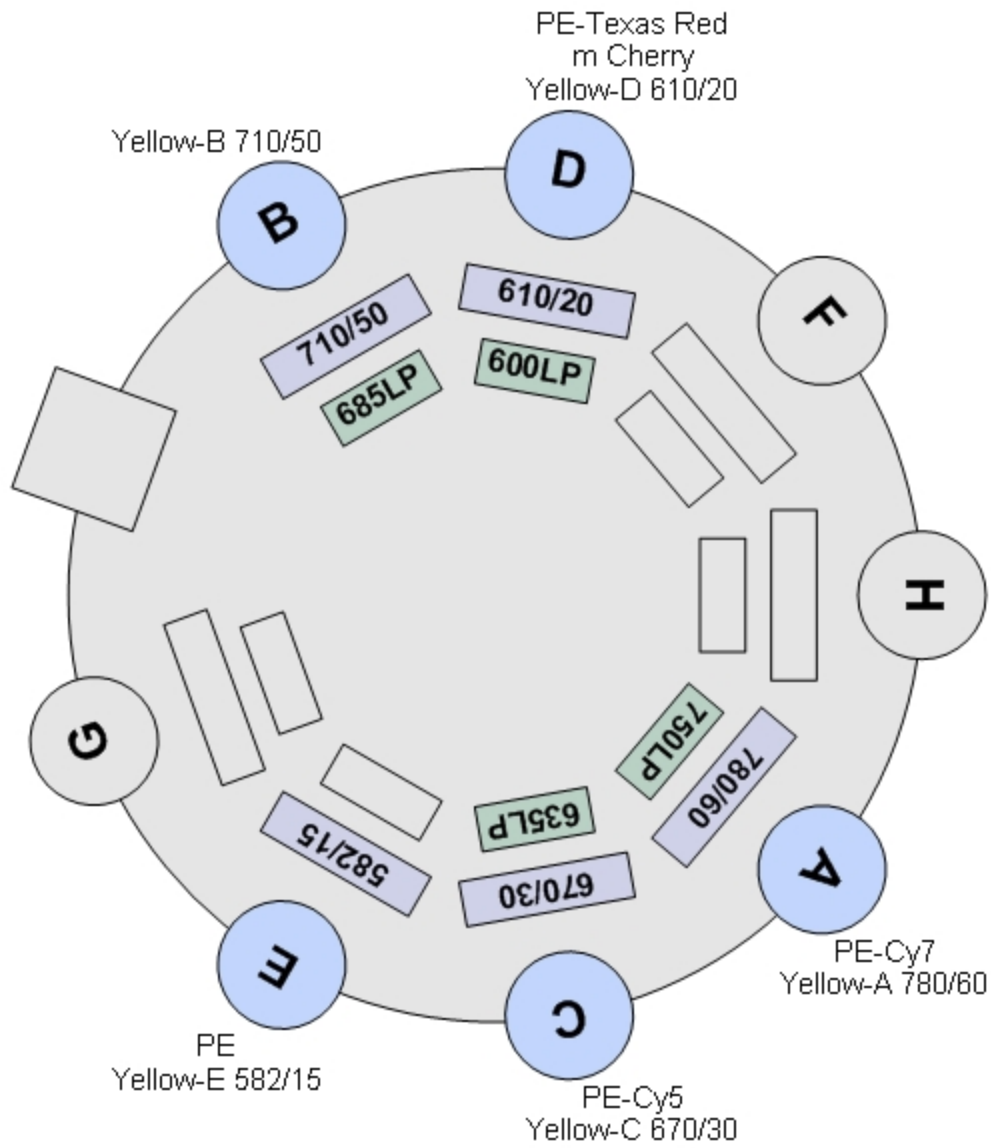 PE-Texas Red
m Cherry
Yellow-D 610/20
Yellow-B 710/50
D
B
610/20
710/50
F
600LP
685LP
H
750LP
780/60
G
635LP
582/15
670/30
A
E
C
PE-Cy7
Yellow-A 780/60
PE
Yellow-E 582/15
PE-Cy5
Yellow-C 670/30